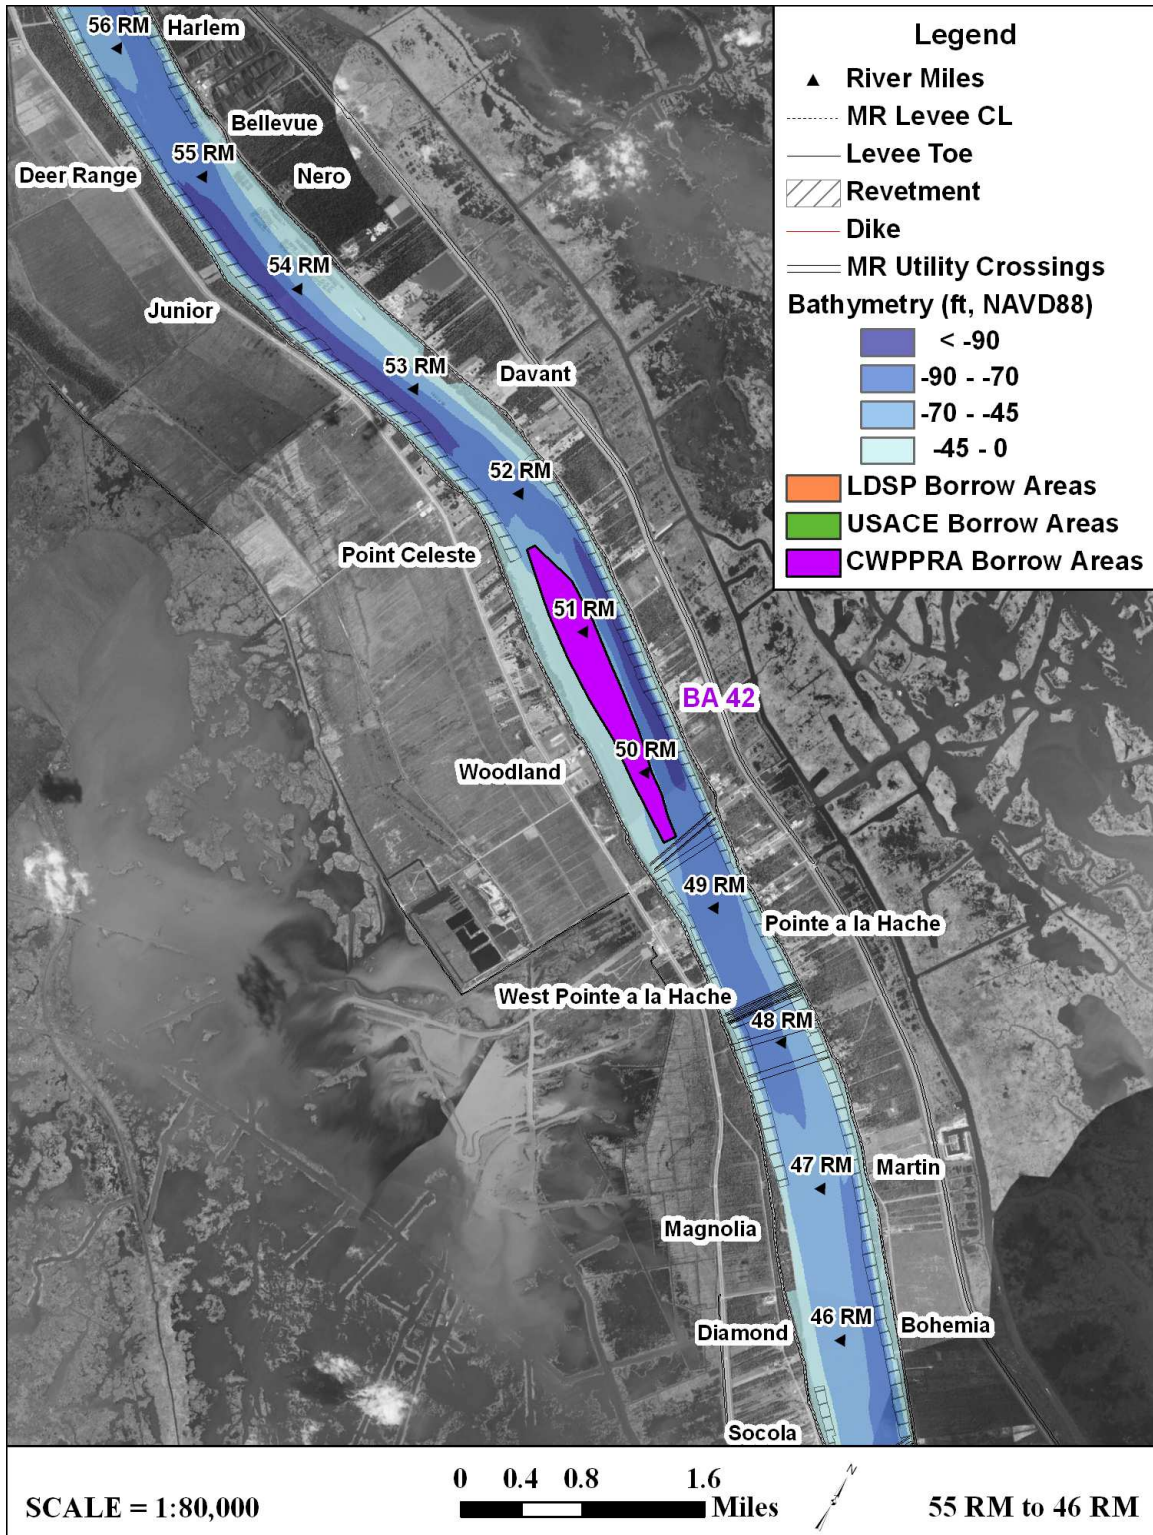 56 RM
Harlem
Bellevue
55 RM
Deer Range
Nero
54 RM
Junior
53 RM
Davant
52 RM
Point Celeste
51 RM
BA 42
50 RM
Woodland
49 RM
Pointe a la Hache
West Pointe a la Hache
48 RM
47 RM
Martin
Magnolia
46 RM
Diamond
Bohemia
Socola
Legend
River Miles
MR Levee CL
Levee Toe
Revetment
Dike
MR Utility Crossings
Bathymetry (ft, NAVD88)
< -90
-90 - -70
-70 - -45
-45 - 0
LDSP Borrow Areas
USACE Borrow Areas
CWPPRA Borrow Areas
SCALE = 1:80,000
0 0.4 0.8 1.6
Miles
N
55 RM to 46 RM